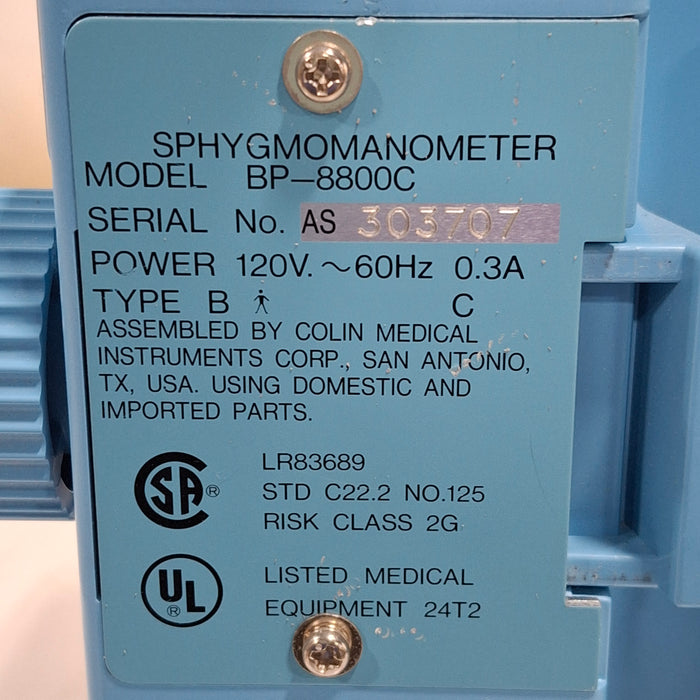 SPHYGMOMANOMETER
MODEL BP-8800C
SERIAL No. AS 303707
POWER 120V. ~60Hz 0.3A
TYPE B C
ASSEMBLED BY COLIN MEDICAL
INSTRUMENTS CORP., SAN ANTONIO,
TX, USA. USING DOMESTIC AND
IMPORTED PARTS.
SA ®
LR83689
STD C22.2 NO.125
RISK CLASS 2G
UL ®
LISTED MEDICAL
EQUIPMENT 24T2